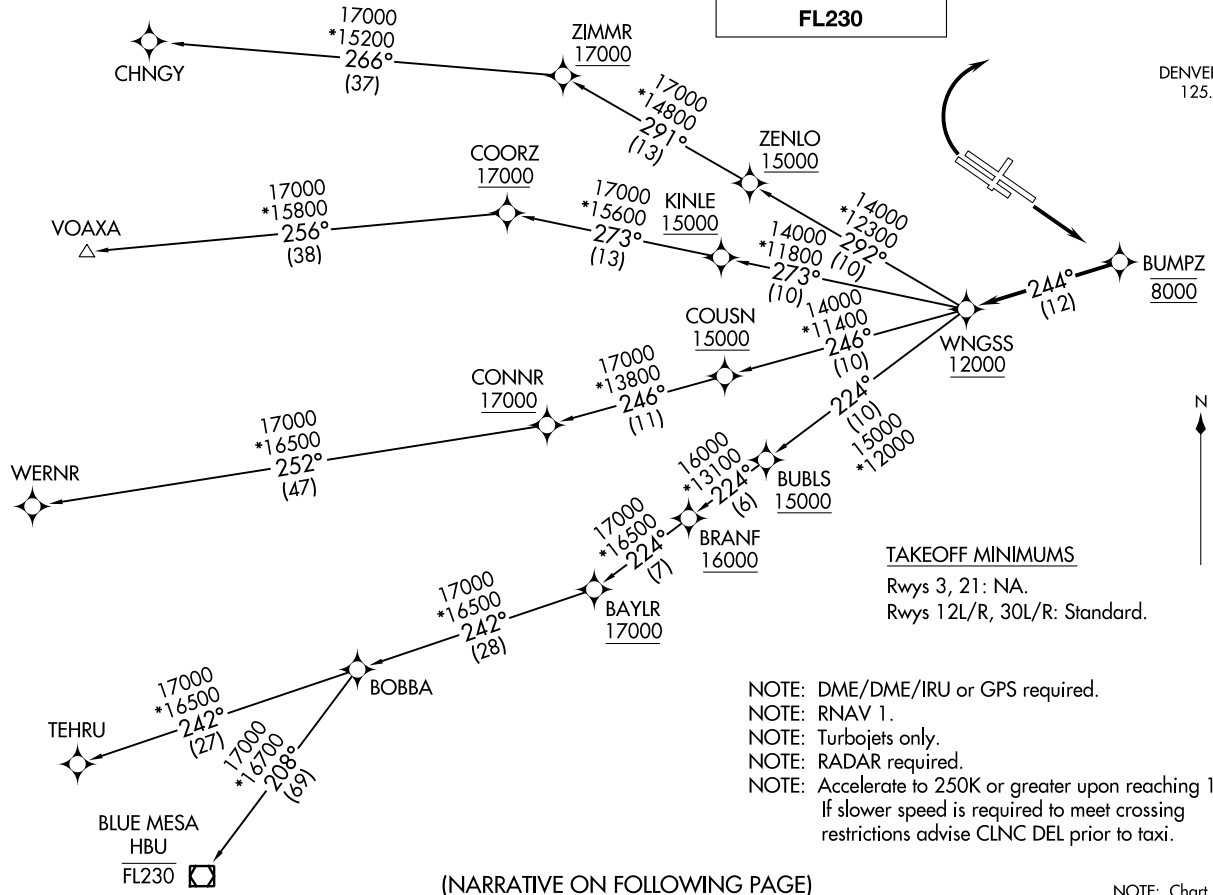 FL230
17000
*15200
266°
(37)
CHNGY
ZIMMR
17000
DENVER
125.
17000
*14800
291°
(13)
ZENLO
15000
COORZ
17000
17000
*15600
273°
(13)
KINLE
15000
14000
*12300
292°
(10)
VOAXA
17000
*15800
256°
(38)
14000
*11800
273°
(10)
BUMPZ
8000
244°
(12)
WNGSS
12000
COUSN
15000
14000
*11400
246°
(10)
CONNR
17000
17000
*13800
246°
(11)
224°
(10)
15000
*12000
N
WERNR
17000
*16500
252°
(47)
BUBLS
15000
16000
*13100
224°
(6)
BRANF
16000
17000
*16500
224°
(7)
BAYLR
17000
TAKEOFF MINIMUMS
Rwys 3, 21: NA.
Rwys 12L/R, 30L/R: Standard.
17000
*16500
242°
(28)
BOBBA
TEHRU
17000
*16500
242°
(27)
17000
*16700
208°
(69)
BLUE MESA
HBU
FL230
NOTE: DME/DME/IRU or GPS required.
NOTE: RNAV 1.
NOTE: Turbojets only.
NOTE: RADAR required.
NOTE: Accelerate to 250K or greater upon reaching 1
If slower speed is required to meet crossing
restrictions advise CLNC DEL prior to taxi.
(NARRATIVE ON FOLLOWING PAGE)
NOTE: Chart